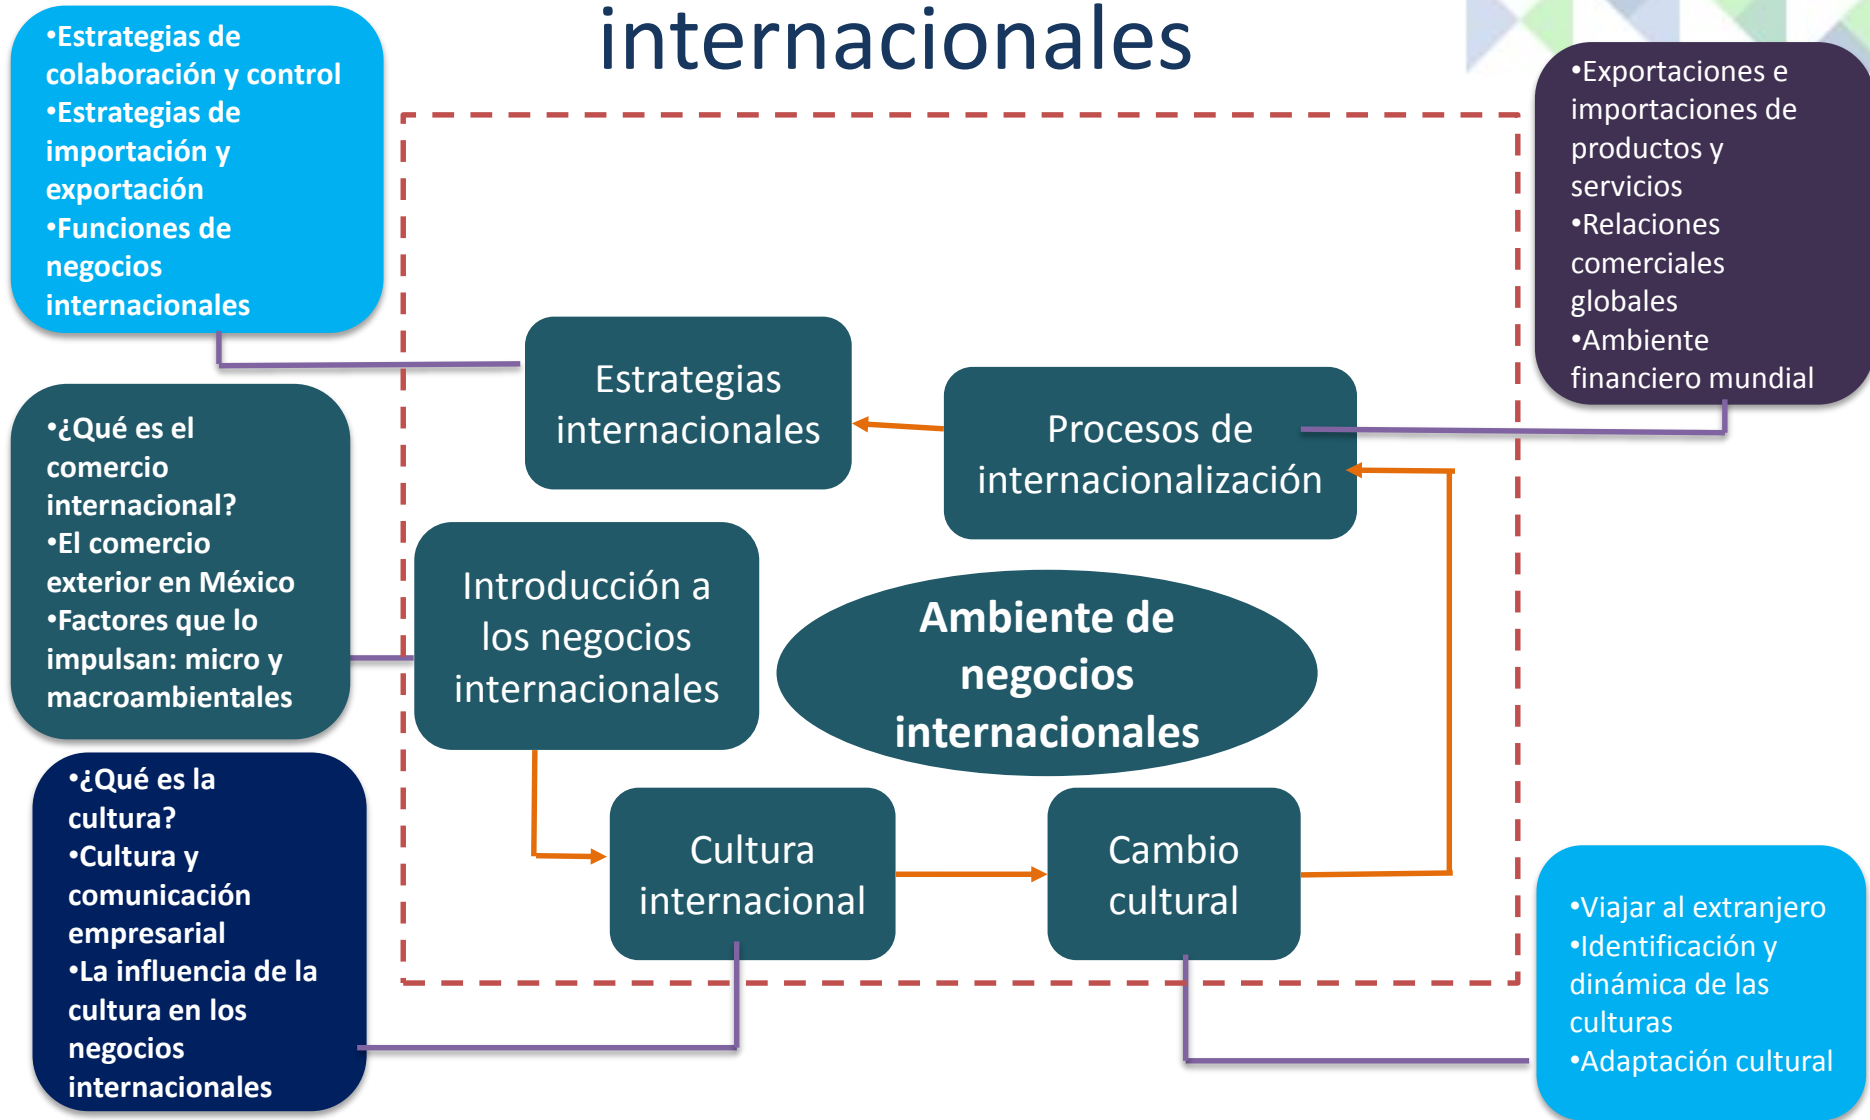 internacionales
•Estrategias de
colaboración y control
•Estrategias de
importación y
exportación
•Funciones de
negocios
internacionales
•Exportaciones e
importaciones de
productos y
servicios
•Relaciones
comerciales
globales
•Ambiente
financiero mundial
Estrategias
internacionales
Procesos de
internacionalización
•¿Qué es el
comercio
internacional?
•El comercio
exterior en México
•Factores que lo
impulsan: micro y
macroambientales
Introducción a
los negocios
internacionales
Ambiente de
negocios
internacionales
•¿Qué es la
cultura?
•Cultura y
comunicación
empresarial
•La influencia de la
cultura en los
negocios
internacionales
Cultura
internacional
Cambio
cultural
•Viajar al extranjero
•Identificación y
dinámica de las
culturas
•Adaptación cultural